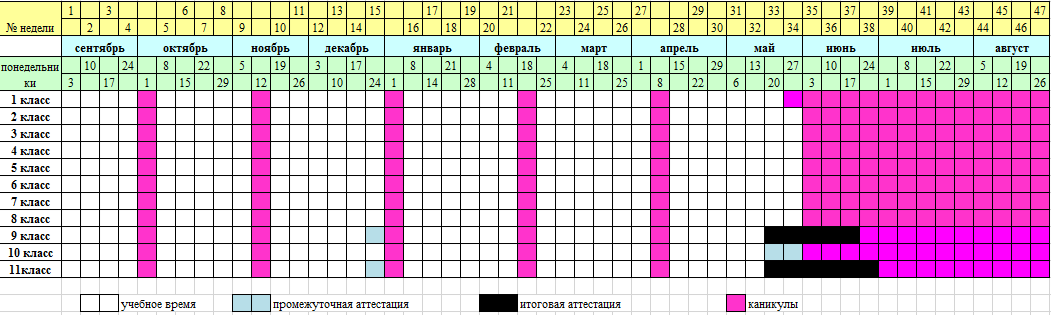 1 3 6 8 11 13 15 17 19 21 23 25 27 29 31 33 35 37 39 41 43 45 47
№ недели 2 4 5 7 9 10 12 14 16 18 20 22 24 26 28 30 32 34 36 38 40 42 44 46
сентябрь октябрь ноябрь декабрь январь февраль март апрель май июнь июль август
понедельни 10 24 8 22 5 19 3 17 8 21 4 18 4 18 1 15 29 13 27 10 24 8 22 5 19
ки 3 17 1 15 29 12 26 10 24 1 14 28 11 25 11 25 8 22 6 20 3 17 1 15 29 12 26
1 класс
2 класс
3 класс
4 класс
5 класс
6 класс
7 класс
8 класс
9 класс
10 класс
11класс
учебное время промежуточная аттестация итоговая аттестация каникулы